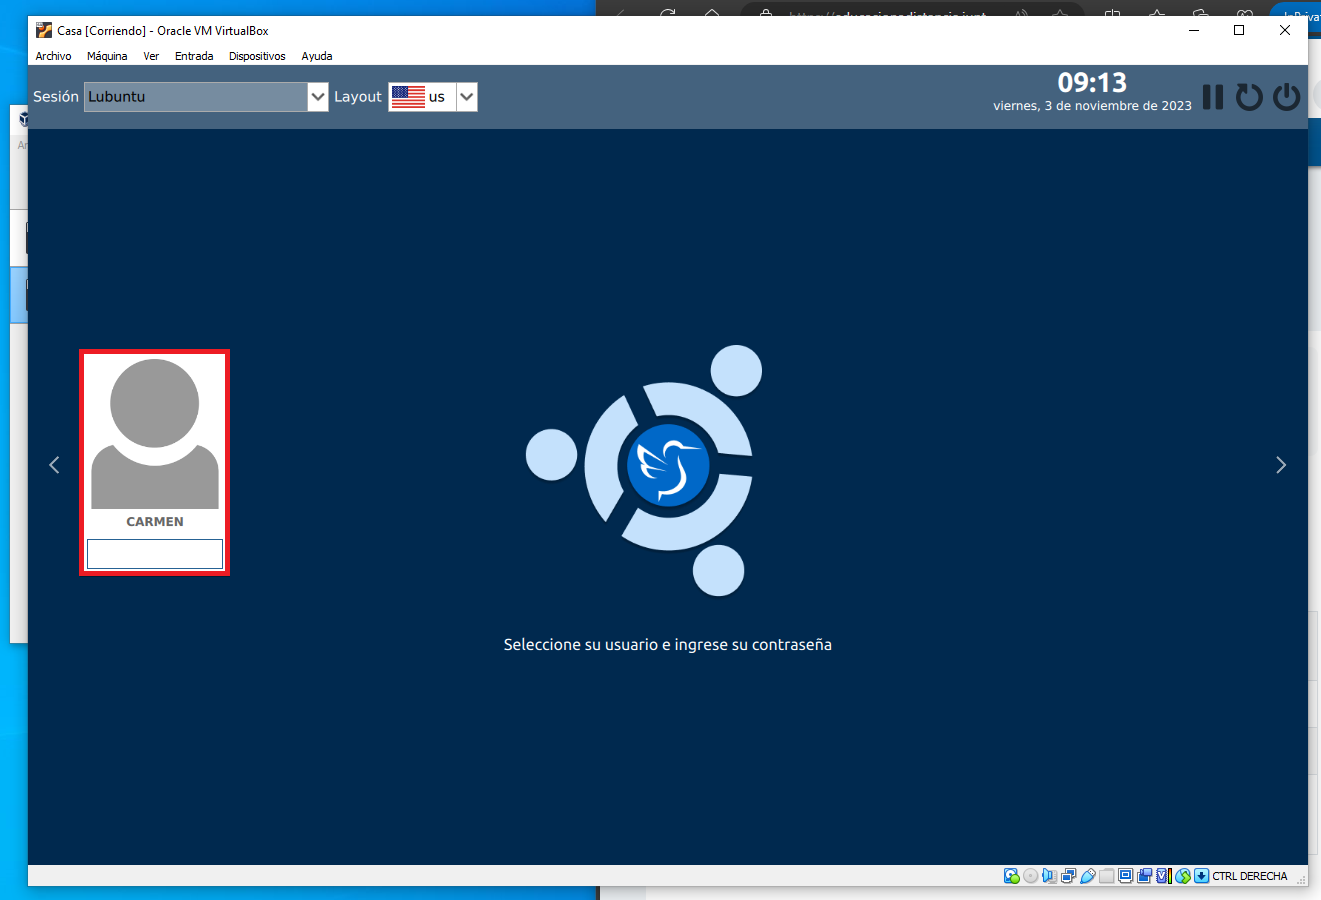 Casa [Corriendo] - Oracle VM VirtualBox
Archivo Máquina Ver Entrada Dispositivos Ayuda
Sesión Lubuntu Layout us
09:13
viernes, 3 de noviembre de 2023
CARMEN
Seleccione su usuario e ingrese su contraseña
CTRL DERECHA